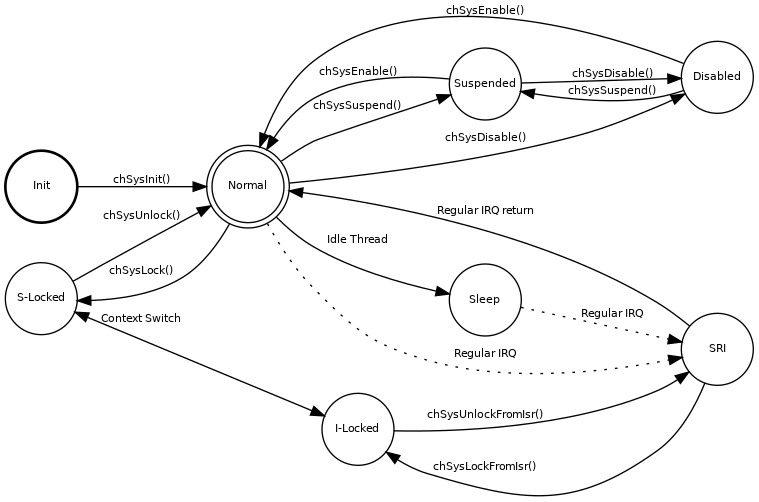 chSysEnable()
chSysEnable()
Suspended
chSysDisable()
Disabled
chSysSuspend()
chSysSuspend()
chSysDisable()
Init
chSysInit()
Normal
chSysUnlock()
Regular IRQ return
Idle Thread
chSysLock()
S-Locked
Sleep
Context Switch
Regular IRQ
Regular IRQ
SRI
chSysUnlockFromIsr()
I-Locked
chSysLockFromIsr()